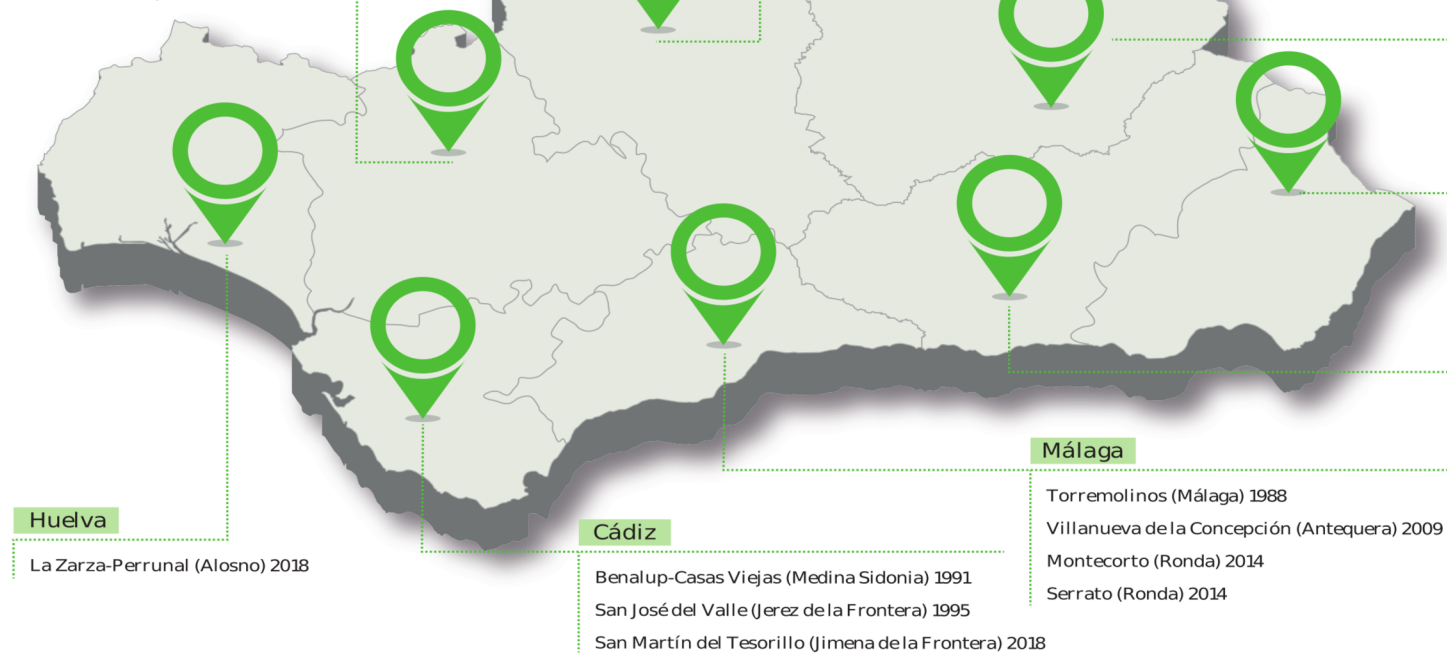 Huelva
La Zarza-Perrunal (Alosno) 2018
Cádiz
Benalup-Casas Viejas (Medina Sidonia) 1991
San José del Valle (Jerez de la Frontera) 1995
San Martín del Tesorillo (Jimena de la Frontera) 2018
Málaga
Torremolinos (Málaga) 1988
Villanueva de la Concepción (Antequera) 2009
Montecorto (Ronda) 2014
Serrato (Ronda) 2014